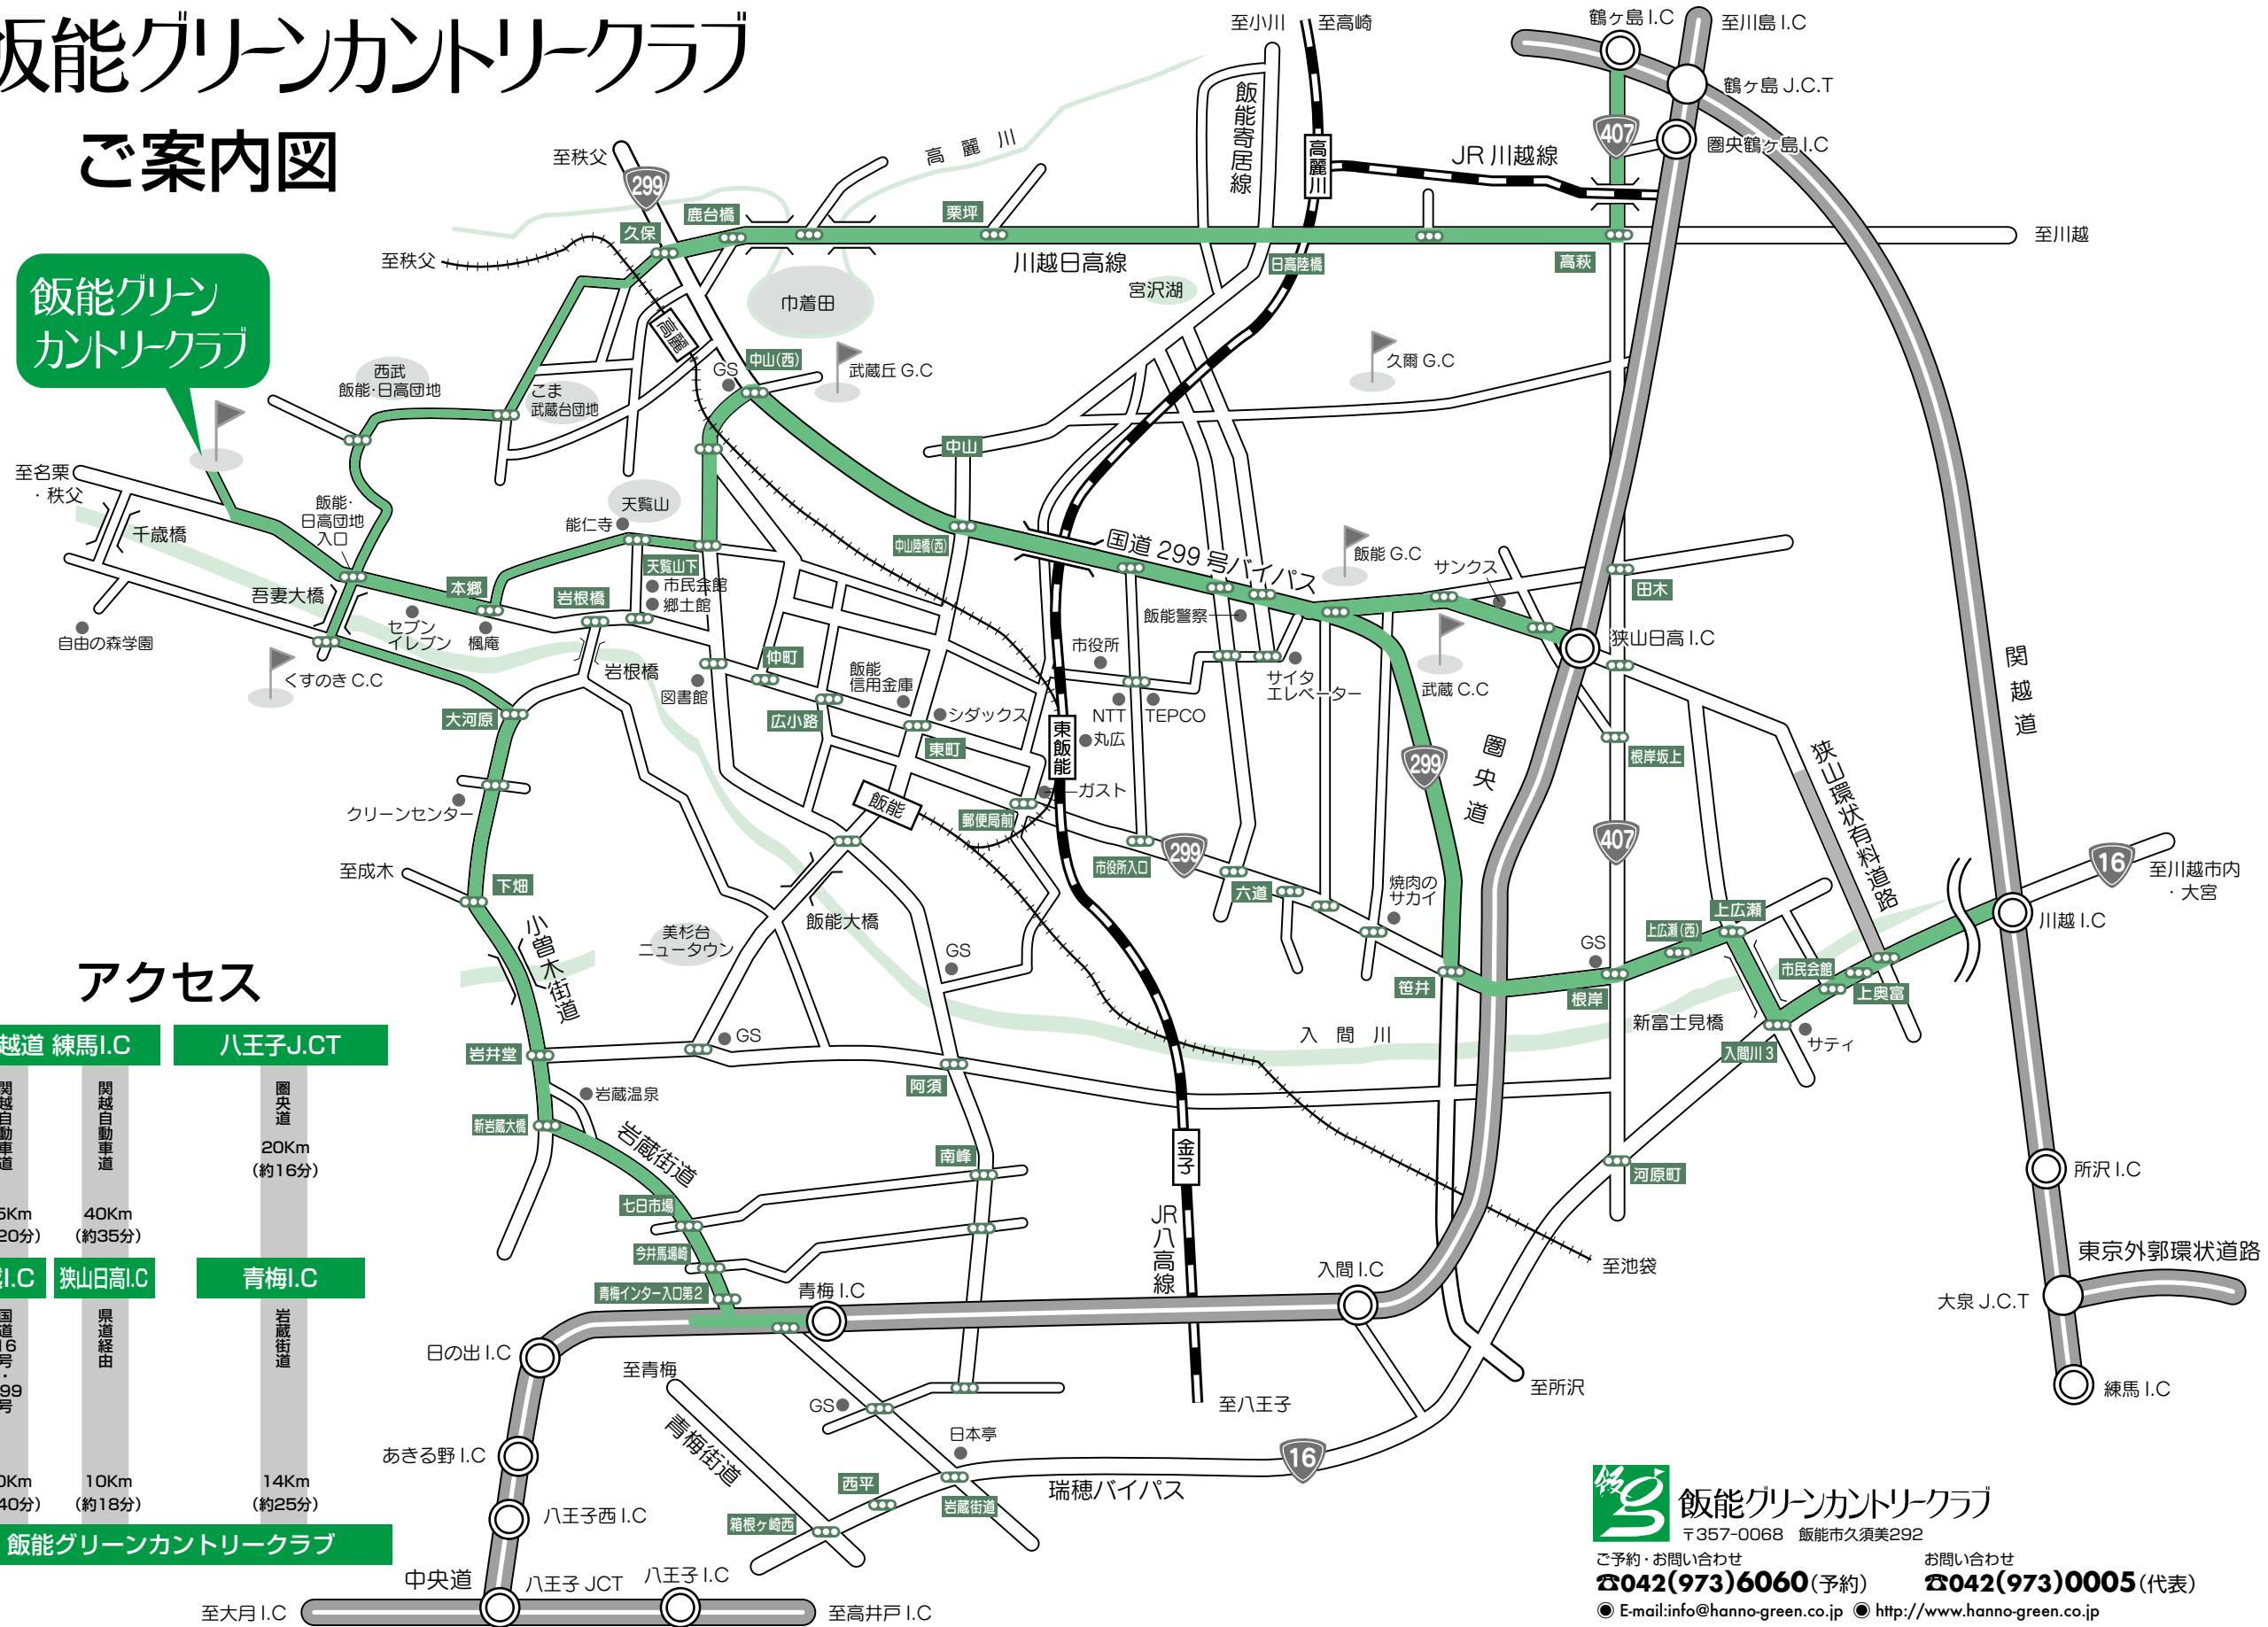 飯能グリーンカントリークラブ
ご案内図
飯能グリーン
カントリークラブ
至小川
至高崎
鶴ヶ島 I.C
至川島 I.C
鶴ヶ島 J.C.T
圏央鶴ヶ島 I.C
407
JR 川越線
高麗川
飯能寄居線
高麗川
至秩父
299
鹿台橋
久保
栗坪
至秩父
川越日高線
日高陸橋
高萩
至川越
宮沢湖
巾着田
高麗
中山(西)
GS
武蔵丘 G.C
久爾 G.C
西武
飯能・日高団地
こま
武蔵台団地
中山
至名栗
・秩父
千歳橋
飯能・
日高団地
入口
天覧山
能仁寺
中山陸橋(西)
国道 299 号バイパス
飯能 G.C
サンクス
田木
天覧山下
市民会館
郷土館
本郷
岩根橋
吾妻大橋
セブン
イレブン
楓庵
自由の森学園
飯能警察
狭山日高 I.C
市役所
仲町
飯能
信用金庫
岩根橋
図書館
くすのき C.C
サイタ
エレベーター
武蔵 C.C
関越道
大河原
広小路
シダックス
NTT
TEPCO
東町
東飯能
丸広
299
圏央道
根岸坂上
狭山環状有料道路
クリーンセンター
飯能
ガスト
郵便局前
407
市役所入口
299
16
至川越市内
・大宮
至成木
下畑
六道
焼肉の
サカイ
飯能大橋
小曽木街道
美杉台
ニュータウン
上広瀬
上広瀬(西)
川越 I.C
GS
GS
市民会館
上奥富
笹井
根岸
新富士見橋
入間川 3
サティ
入間川
GS
岩井堂
阿須
岩蔵温泉
新岩蔵大橋
岩蔵街道
南峰
金子
河原町
所沢 I.C
七日市場
今井馬場崎
青梅インター入口第2
JR八高線
青梅 I.C
入間 I.C
至池袋
東京外郭環状道路
大泉 J.C.T
日の出 I.C
至青梅
練馬 I.C
至所沢
至八王子
GS
青梅街道
日本亭
16
あきる野 I.C
西平
瑞穂バイパス
箱根ヶ崎西
岩蔵街道
八王子西 I.C
中央道
八王子 JCT
八王子 I.C
至大月 I.C
至高井戸 I.C
アクセス
越道 練馬I.C
八王子J.CT
関越自動車道
関越自動車道
40Km
(約35分)
圏央道
20Km
(約16分)
I.C
狭山日高I.C
青梅I.C
県道経由
10Km
(約18分)
岩蔵街道
14Km
(約25分)
飯能グリーンカントリークラブ
飯能グリーンカントリークラブ
〒357-0068 飯能市久須美292
ご予約・お問い合わせ
お問い合わせ
☎042(973)6060(予約)
☎042(973)0005(代表)
◉ E-mail:info@hanno-green.co.jp ◉ http://www.hanno-green.co.jp